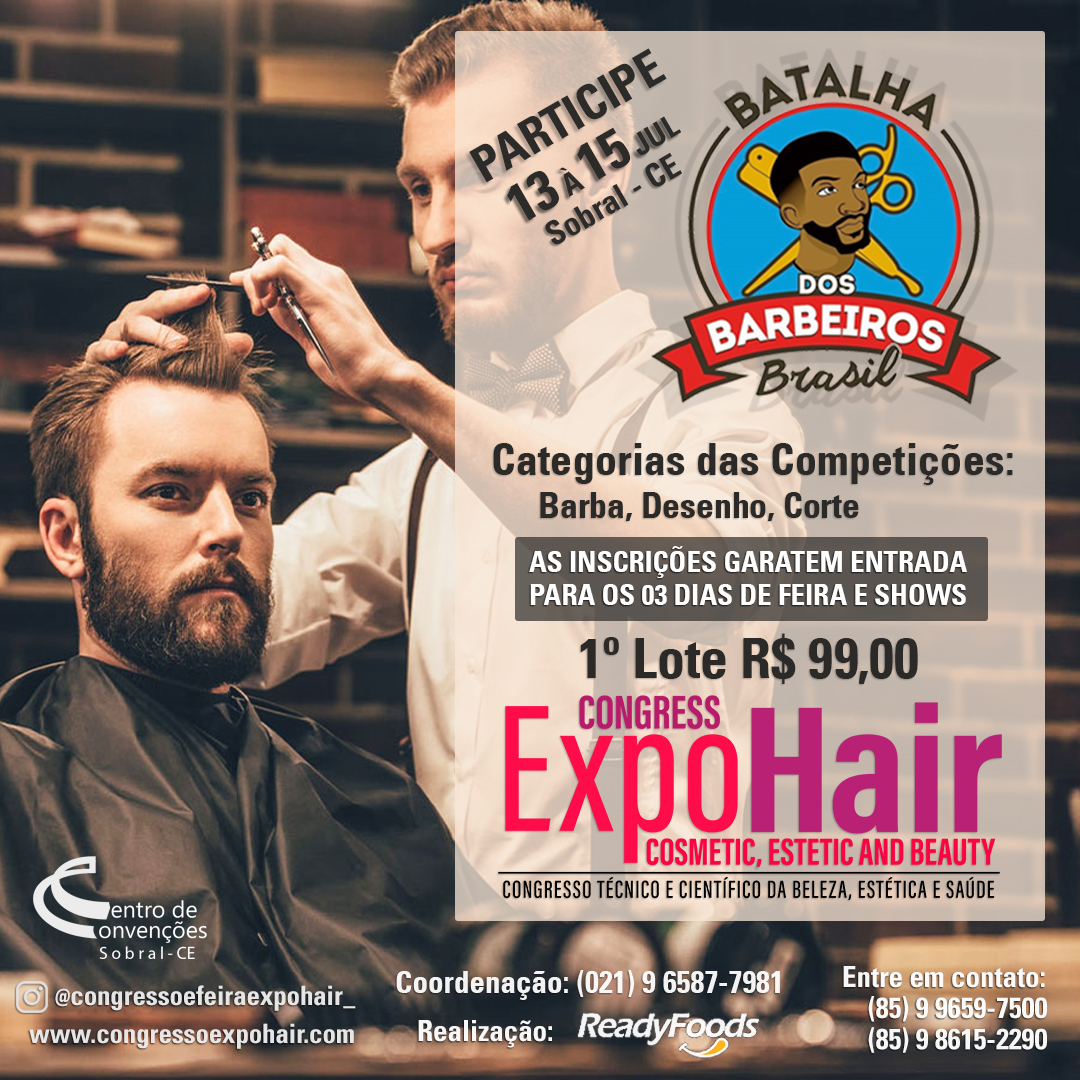 PARTICIPE
13 À 15 JUL
Sobral - CE
BATALHA
DOS
BARBEIROS
Brasil
Categorias das Competições:
Barba, Desenho, Corte
AS INSCRIÇÕES GARATEM ENTRADA
PARA OS 03 DIAS DE FEIRA E SHOWS
1º Lote R$ 99,00
CONGRESS
ExpoHair
COSMETIC, ESTETIC AND BEAUTY
CONGRESSO TÉCNICO E CIENTÍFICO DA BELEZA, ESTÉTICA E SAÚDE
Centro de
Convenções
Sobral-CE
@congressoefeiraexpohair_
www.congressoexpohair.com
Coordenação: (021) 9 6587-7981
Realização: ReadyFoods
Entre em contato:
(85) 9 9659-7500
(85) 9 8615-2290